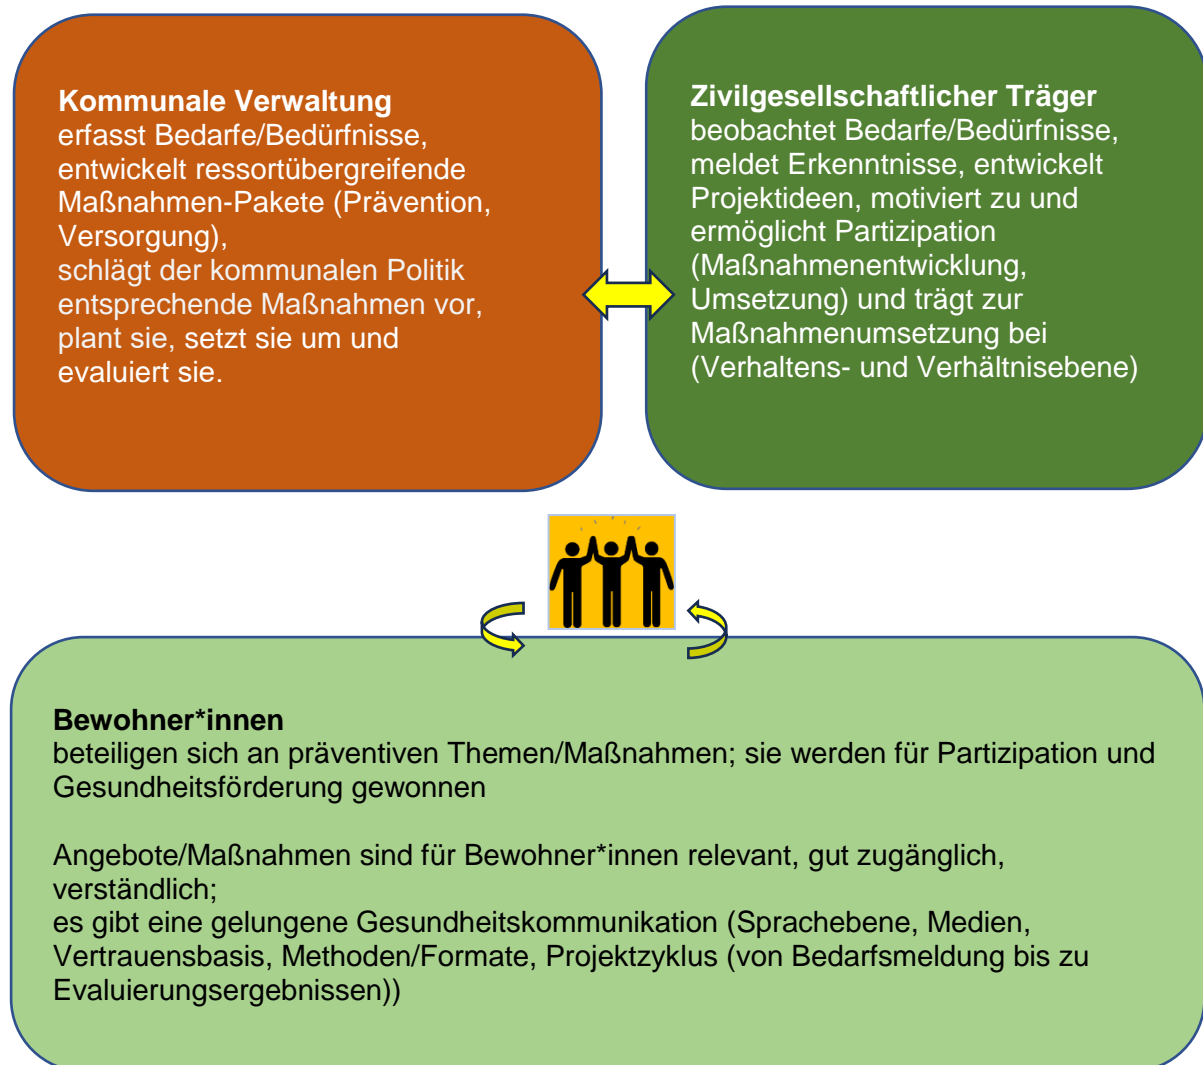 Kommunale Verwaltung
erfasst Bedarfe/Bedürfnisse,
entwickelt ressortübergreifende
Maßnahmen-Pakete (Prävention,
Versorgung),
schlägt der kommunalen Politik
entsprechende Maßnahmen vor,
plant sie, setzt sie um und
evaluiert sie.
Zivilgesellschaftlicher Träger
beobachtet Bedarfe/Bedürfnisse,
meldet Erkenntnisse, entwickelt
Projektideen, motiviert zu und
ermöglicht Partizipation
(Maßnahmenentwicklung,
Umsetzung) und trägt zur
Maßnahmenumsetzung bei
(Verhaltens- und Verhältnisebene)
Bewohner*innen
beteiligen sich an präventiven Themen/Maßnahmen; sie werden für Partizipation und
Gesundheitsförderung gewonnen
Angebote/Maßnahmen sind für Bewohner*innen relevant, gut zugänglich,
verständlich;
es gibt eine gelungene Gesundheitskommunikation (Sprachebene, Medien,
Vertrauensbasis, Methoden/Formate, Projektzyklus (von Bedarfsmeldung bis zu
Evaluierungsergebnissen))